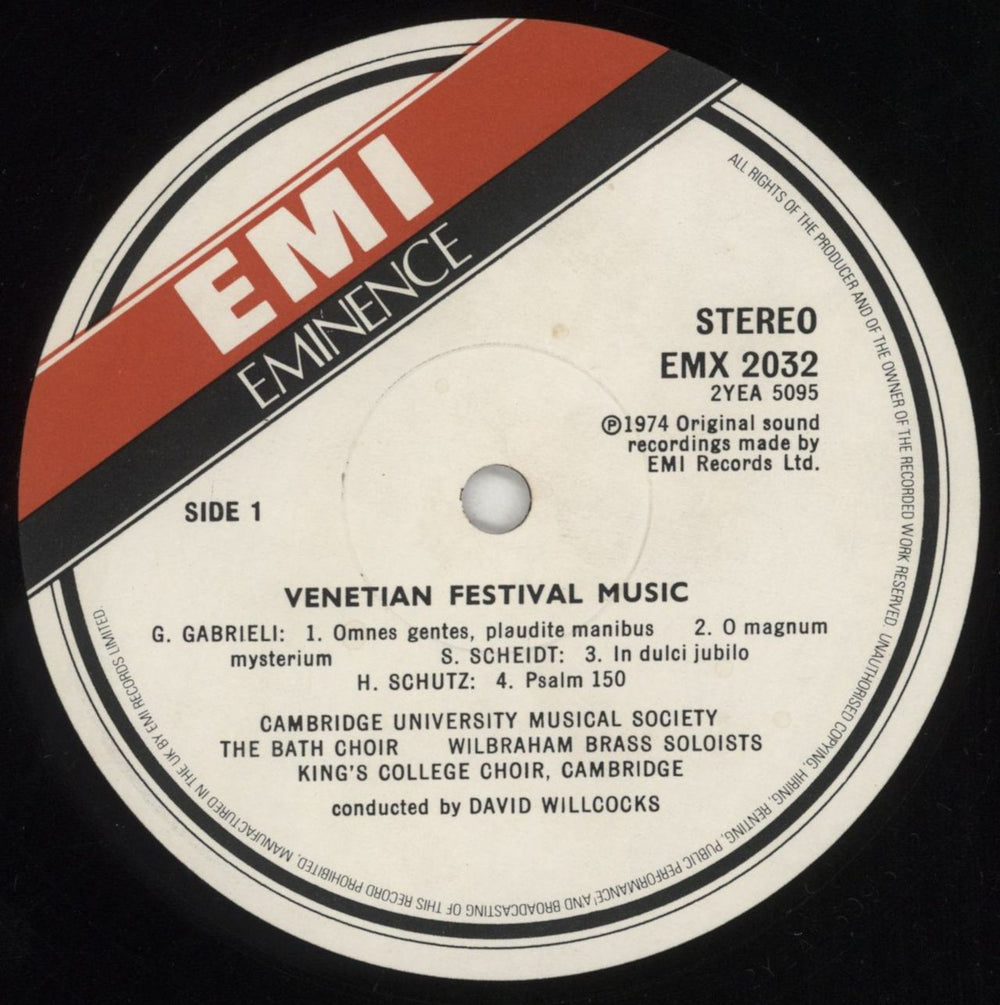 EMI
EMINENCE
STEREO
EMX 2032
2YEA 5095
Ⓟ1974 Original sound
recordings made by
EMI Records Ltd.
SIDE 1
VENETIAN FESTIVAL MUSIC
G. GABRIELI: 1. Omnes gentes, plaudite manibus 2. O magnum
mysterium S. SCHEIDT: 3. In dulci jubilo
H. SCHUTZ: 4. Psalm 150
CAMBRIDGE UNIVERSITY MUSICAL SOCIETY
THE BATH CHOIR WILBRAHAM BRASS SOLOISTS
KING'S COLLEGE CHOIR, CAMBRIDGE
conducted by DAVID WILLCOCKS
ALL RIGHTS OF THE PRODUCER AND OF THE OWNER OF THE RECORDED WORK RESERVED. UNAUTHORISED COPYING, HIRING, RENTING, PUBLIC PERFORMANCE AND BROADCASTING OF THIS RECORD PROHIBITED. MANUFACTURED IN THE UK BY EMI RECORDS LIMITED.